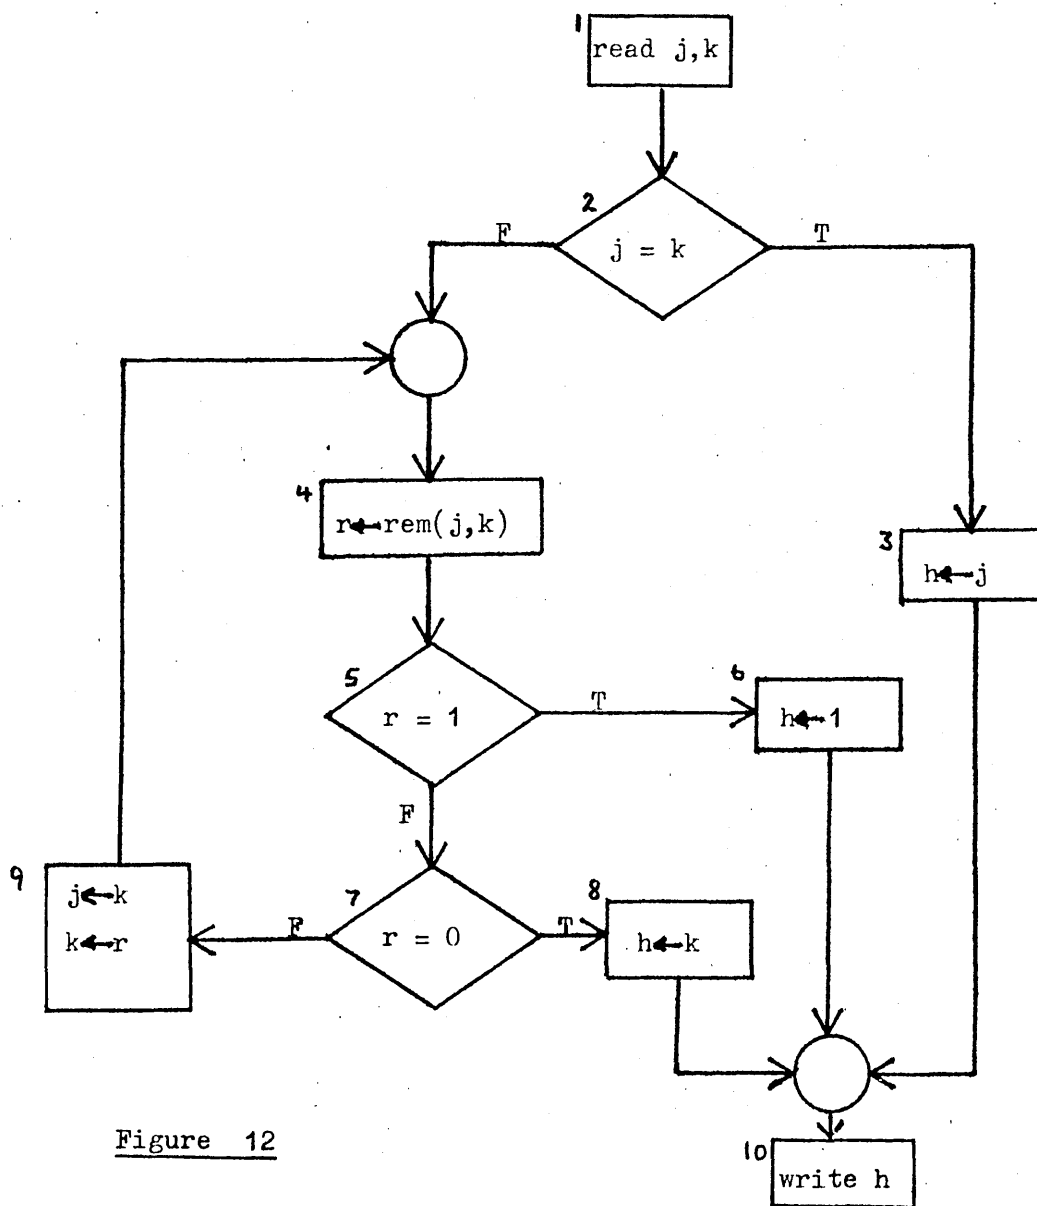 1
read j,k
2
j = k
F
T
4
r←rem(j,k)
3
h←j
5
r = 1
T
6
h←1
F
9
j←k
k←r
7
r = 0
F
T
8
h←k
Figure 12
10
write h